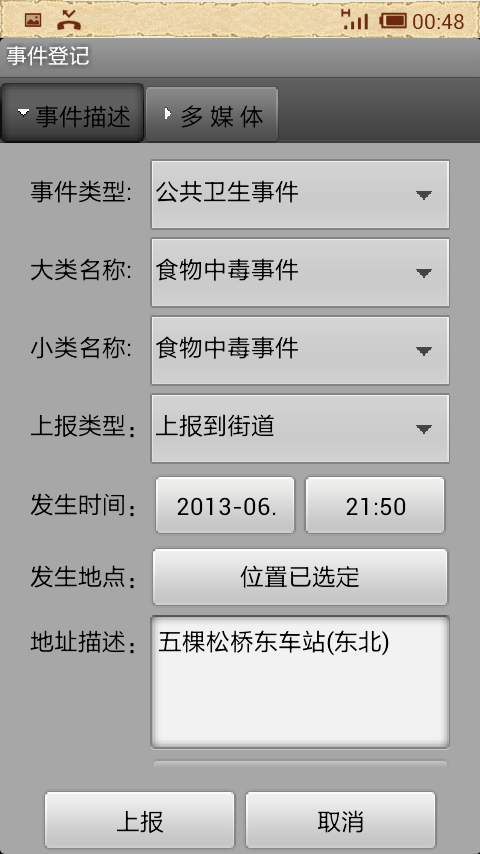 H 00:48
事件登记
事件描述 多 媒 体
事件类型: 公共卫生事件
大类名称: 食物中毒事件
小类名称: 食物中毒事件
上报类型: 上报到街道
发生时间: 2013-06. 21:50
发生地点: 位置已选定
地址描述: 五棵松桥东车站(东北)
上报 取消